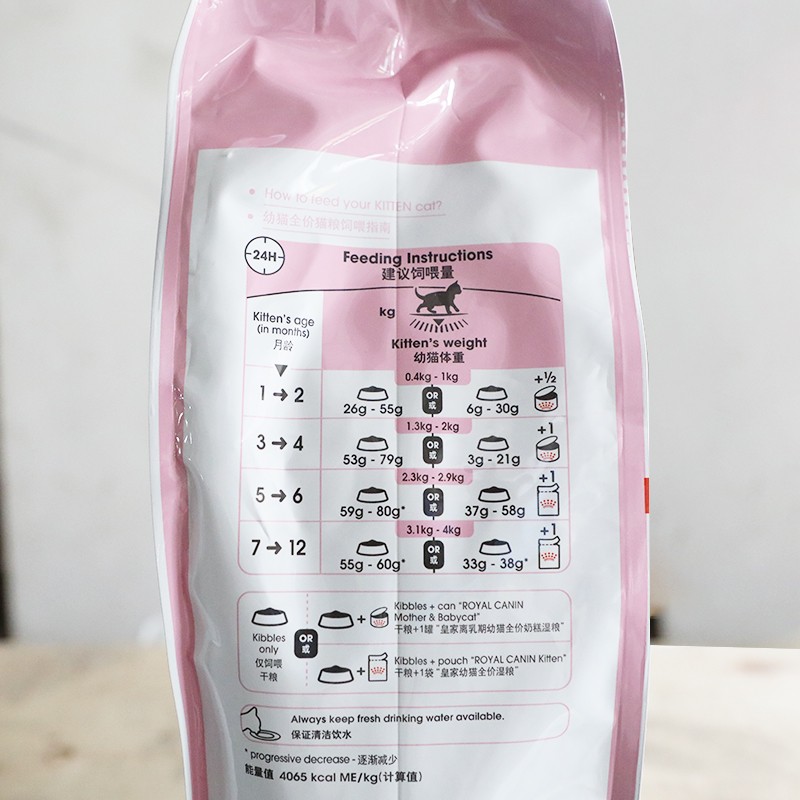 • How to feed your KITTEN cat?
• 幼猫全价猫粮饲喂指南
24H
Feeding Instructions
建议饲喂量
kg
Kitten's age
(in months)
月龄
Kitten's weight
幼猫体重
0.4kg - 1kg
1 → 2
26g - 55g
OR
或
6g - 30g
+½
1.3kg - 2kg
3 → 4
53g - 79g
OR
或
3g - 21g
+1
2.3kg - 2.9kg
5 → 6
59g - 80g*
OR
或
37g - 58g
+1
3.1kg - 4kg
7 → 12
55g - 60g*
OR
或
33g - 38g*
+1
Kibbles
only
仅饲喂
干粮
OR
或
+
Kibbles + can "ROYAL CANIN
Mother & Babycat"
干粮+1罐 "皇家离乳期幼猫全价奶糕湿粮"
+
Kibbles + pouch "ROYAL CANIN Kitten"
干粮+1袋 "皇家幼猫全价湿粮"
Always keep fresh drinking water available.
保证清洁饮水
* progressive decrease - 逐渐减少
能量值 4065 kcal ME/kg(计算值)